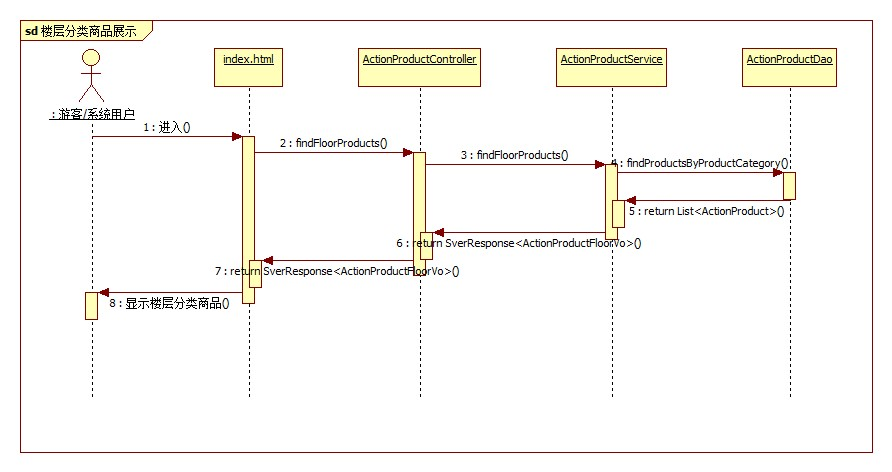 sd 楼层分类商品展示
index.html
ActionProductController
ActionProductService
ActionProductDao
: 游客/系统用户
1 : 进入()
2 : findFloorProducts()
3 : findFloorProducts()
4 : findProductsByProductCategory()
5 : return List<ActionProduct>()
6 : return SverResponse<ActionProductFloorVo>()
7 : return SverResponse<ActionProductFloorVo>()
8 : 显示楼层分类商品()